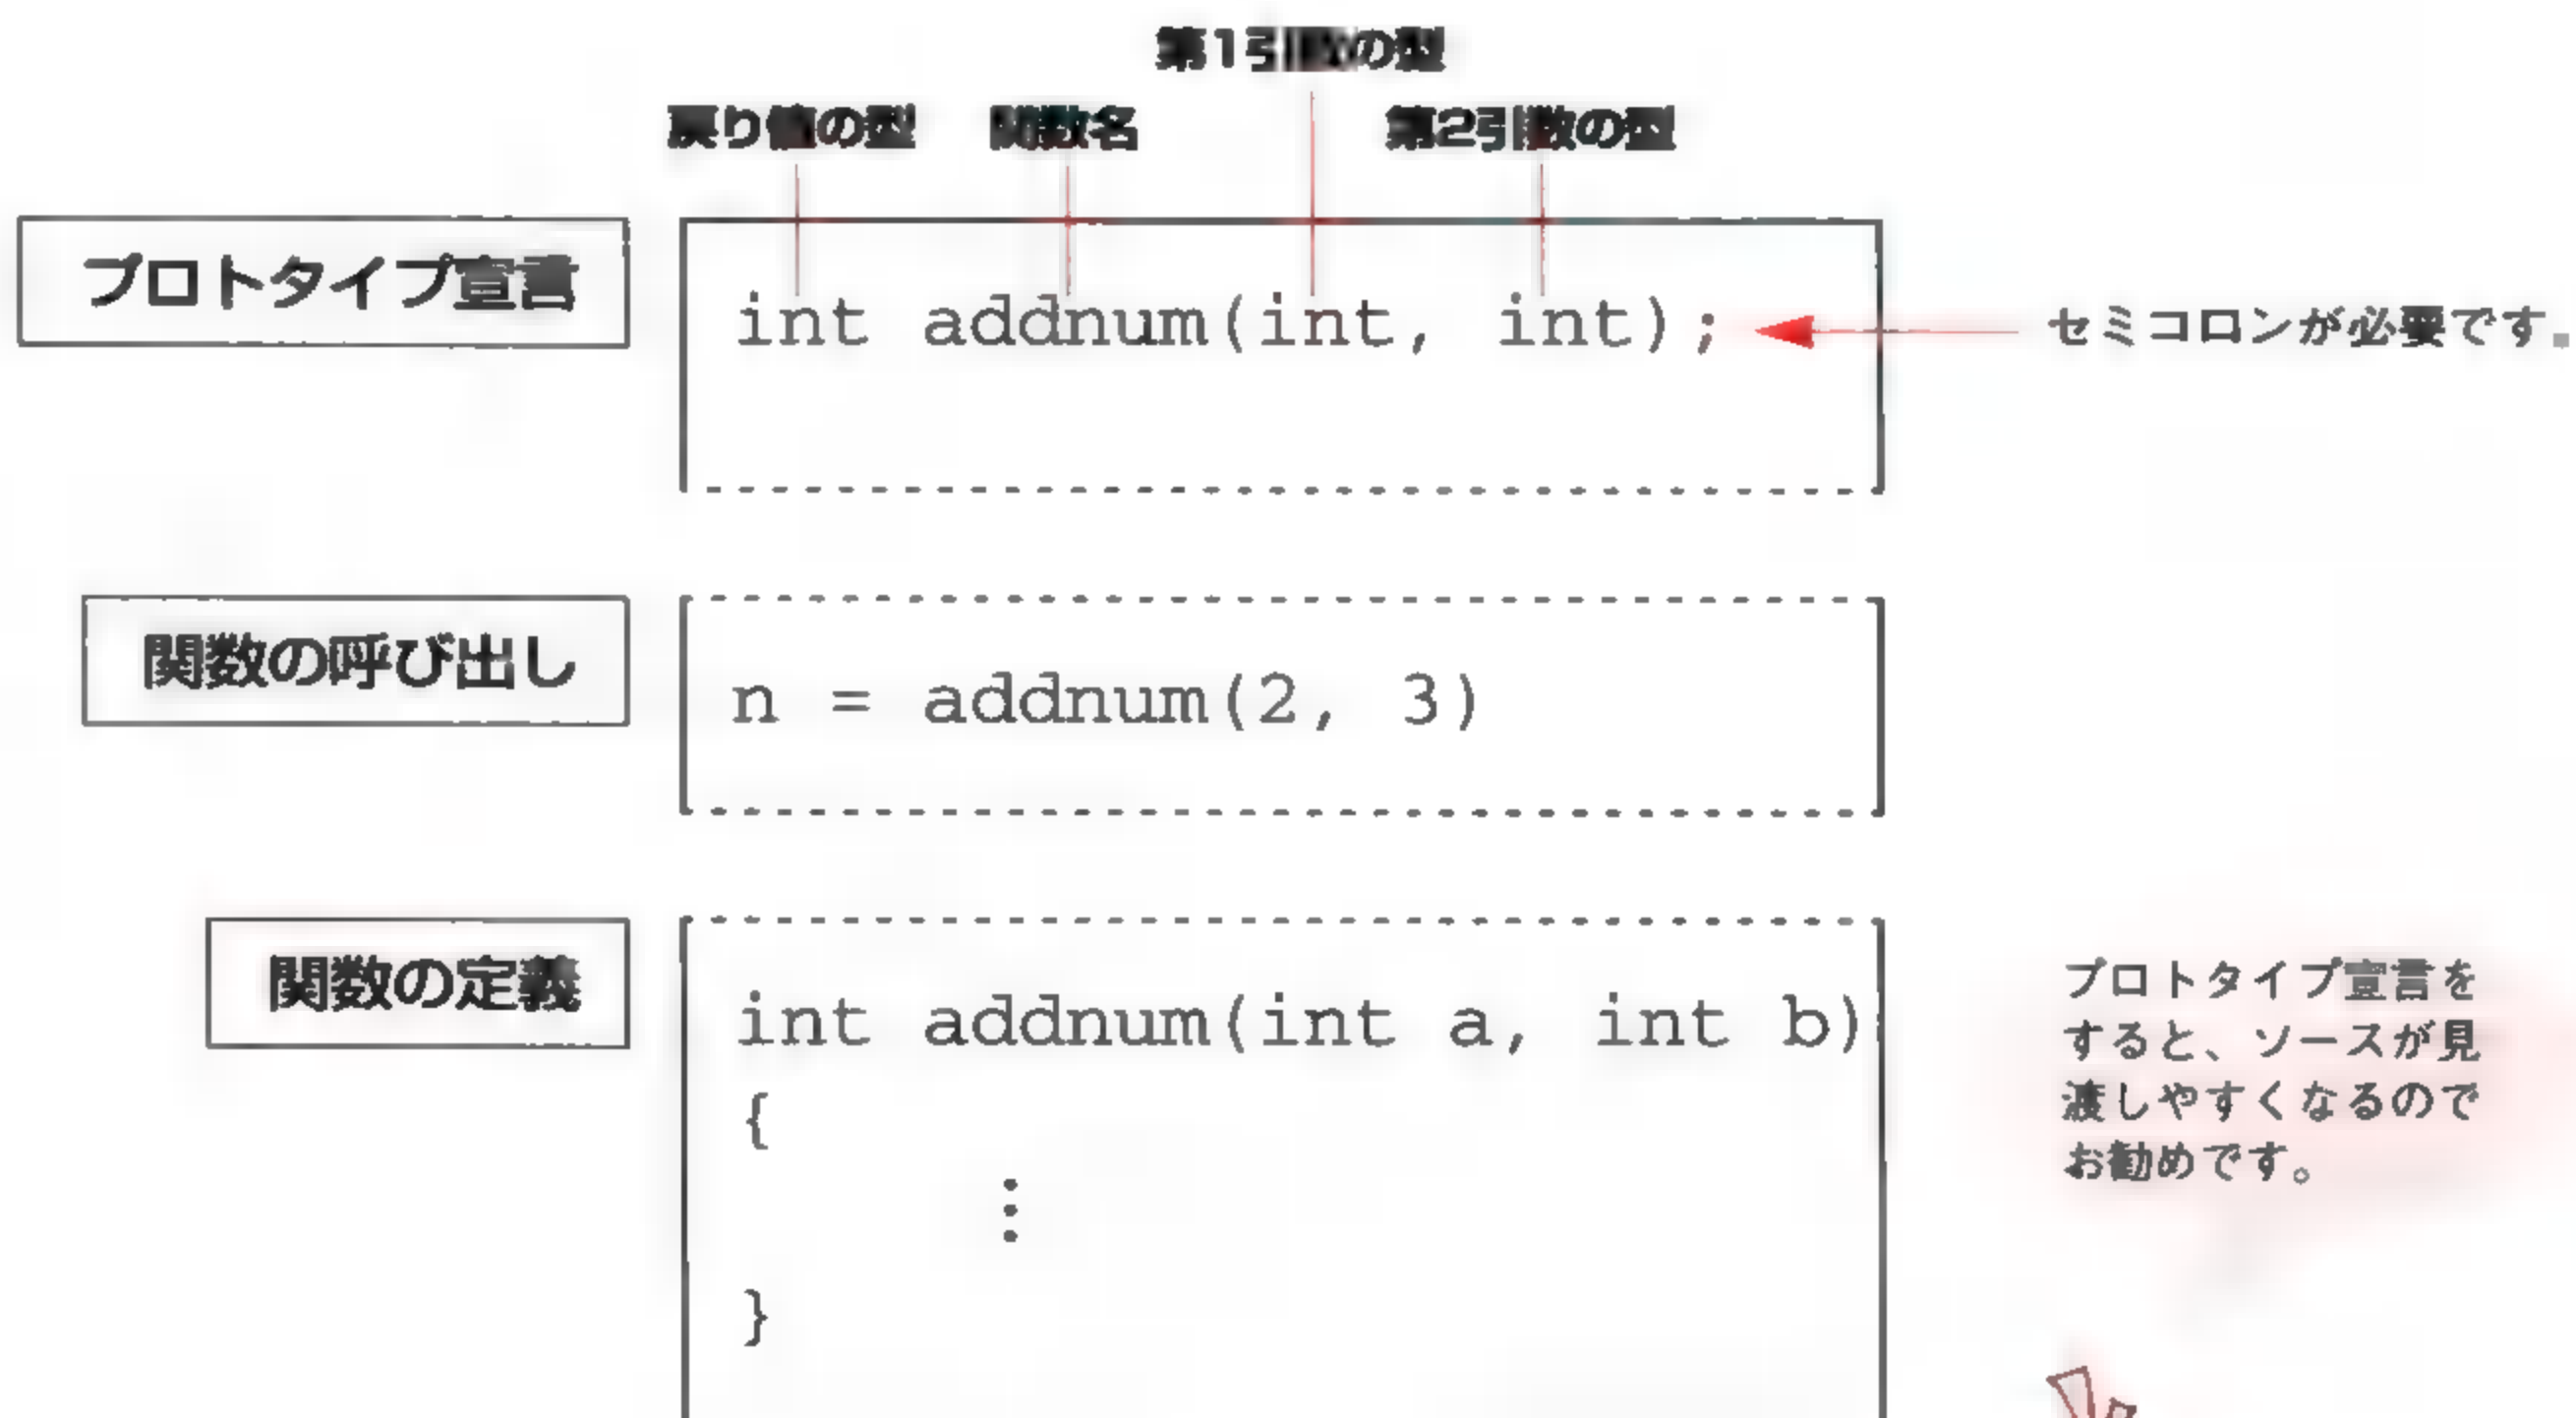 第1引数の型
戻り値の型 関数名 第2引数の型
プロトタイプ宣言
int addnum(int, int);
セミコロンが必要です。
関数の呼び出し
n = addnum(2, 3)
関数の定義
int addnum(int a, int b)
{
⋮
}
プロトタイプ宣言を
すると、ソースが見
渡しやすくなるので
お勧めです。